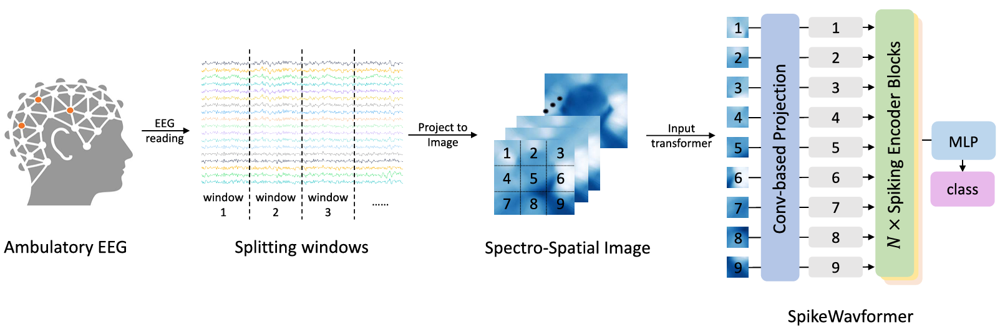 Ambulatory EEG
EEG
reading
window
1
window
2
window
3
......
Splitting windows
Project to
Image
1 2 3
4 5 6
7 8 9
Spectro-Spatial Image
Input
transformer
1
2
3
4
5
6
7
8
9
Conv-based Projection
1
2
3
4
5
6
7
8
9
N × Spiking Encoder Blocks
MLP
class
SpikeWavformer